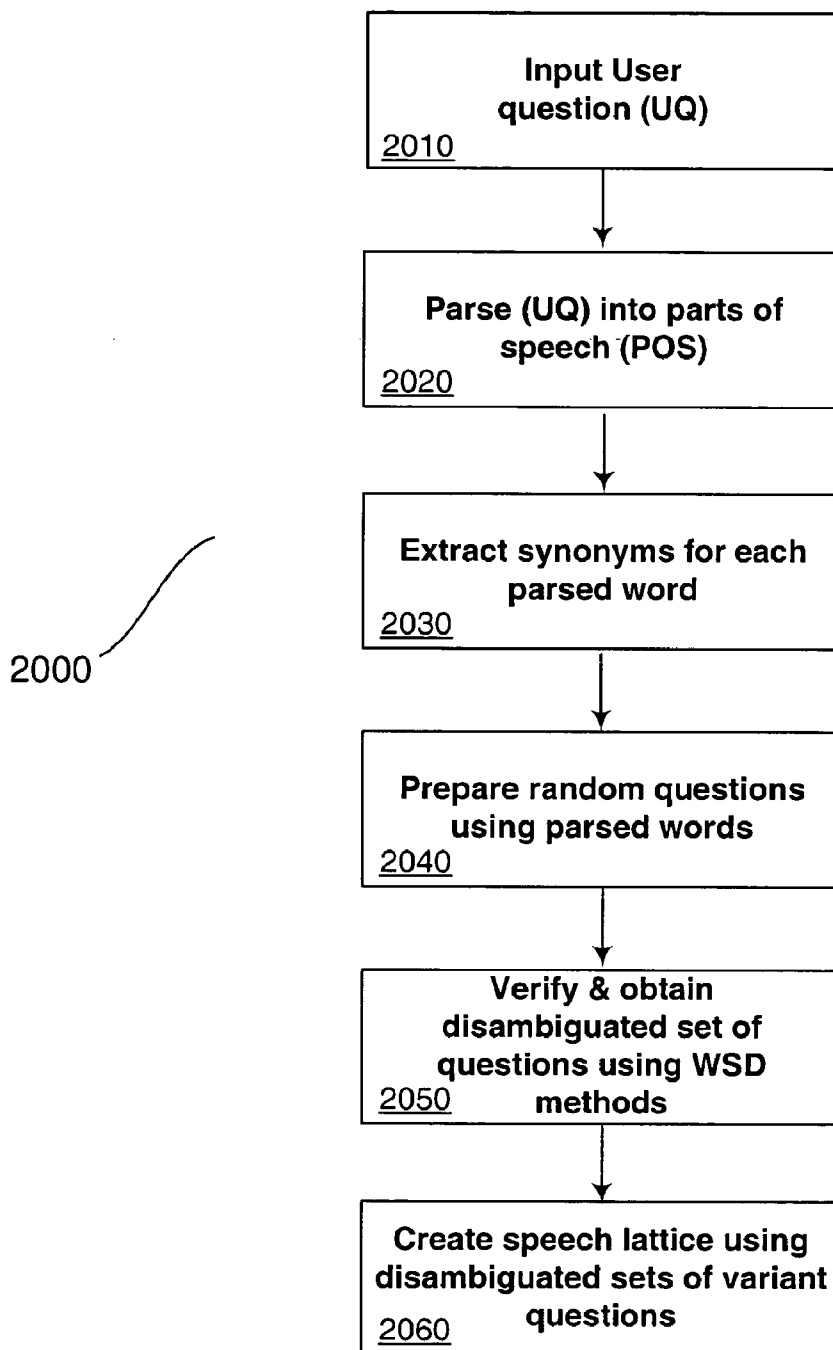 Input User
question (UQ)
2010
Parse (UQ) into parts of
speech (POS)
2020
Extract synonyms for each
parsed word
2030
2000
Prepare random questions
using parsed words
2040
Verify & obtain
disambiguated set of
questions using WSD
methods
2050
Create speech lattice using
disambiguated sets of variant
questions
2060